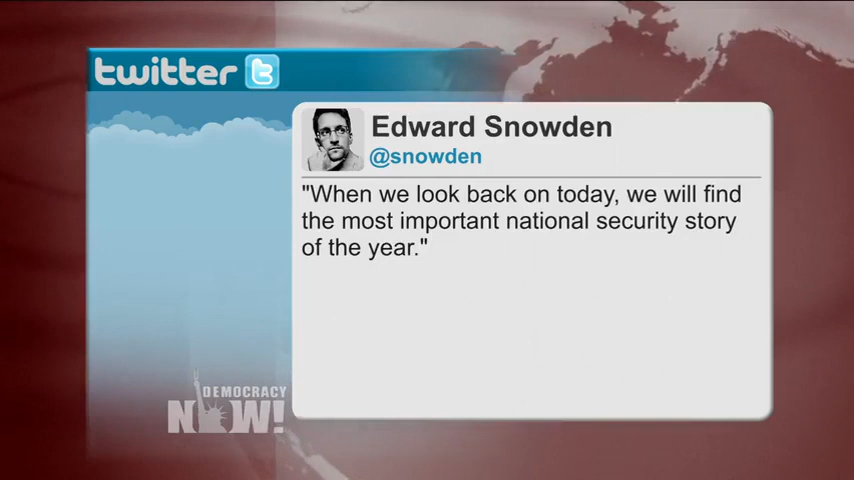 twitter
Edward Snowden
@snowden
"When we look back on today, we will find
the most important national security story
of the year."
DEMOCRACY
NOW!